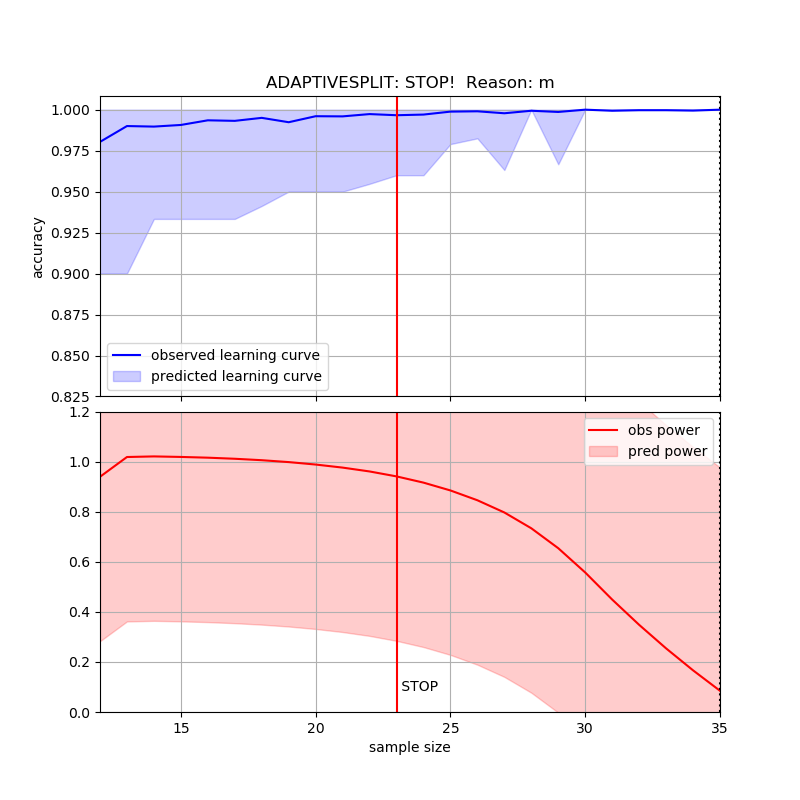 ADAPTIVESPLIT: STOP!  Reason: m
1.000
0.975
0.950
0.925
0.900
0.875
0.850
0.825
accuracy
observed learning curve
predicted learning curve
1.2
1.0
0.8
0.6
0.4
0.2
0.0
obs power
pred power
STOP
15
20
25
30
35
sample size